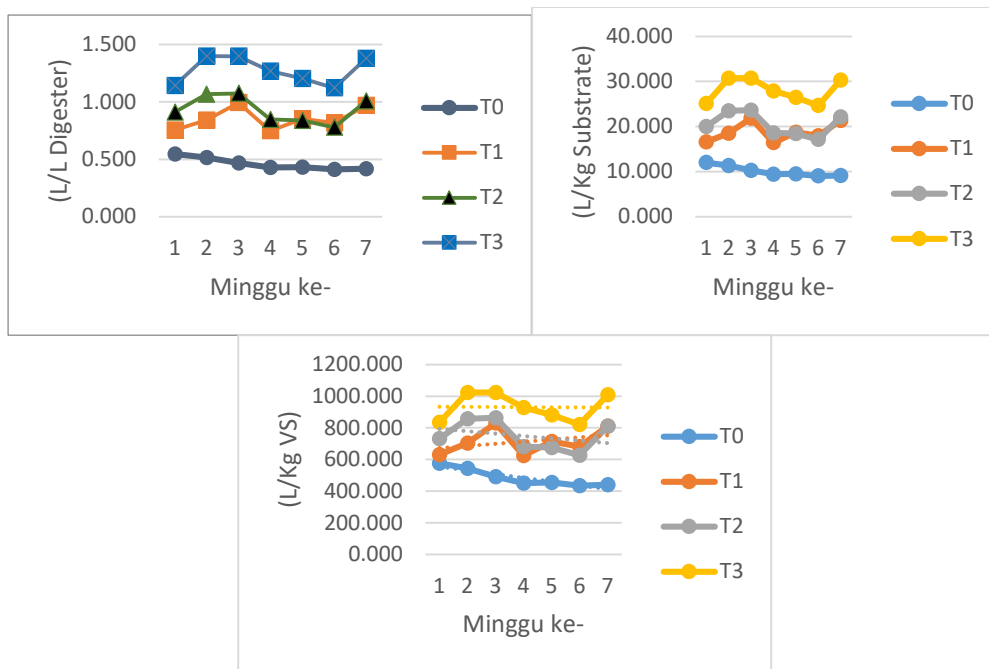 (L/L Digester)
1.500
1.000
0.500
0.000
1 2 3 4 5 6 7
Minggu ke-
T0
T1
T2
T3
(L/Kg Substrate)
40.000
30.000
20.000
10.000
0.000
1 2 3 4 5 6 7
Minggu ke-
T0
T1
T2
T3
(L/Kg VS)
1200.000
1000.000
800.000
600.000
400.000
200.000
0.000
1 2 3 4 5 6 7
Minggu ke-
T0
T1
T2
T3